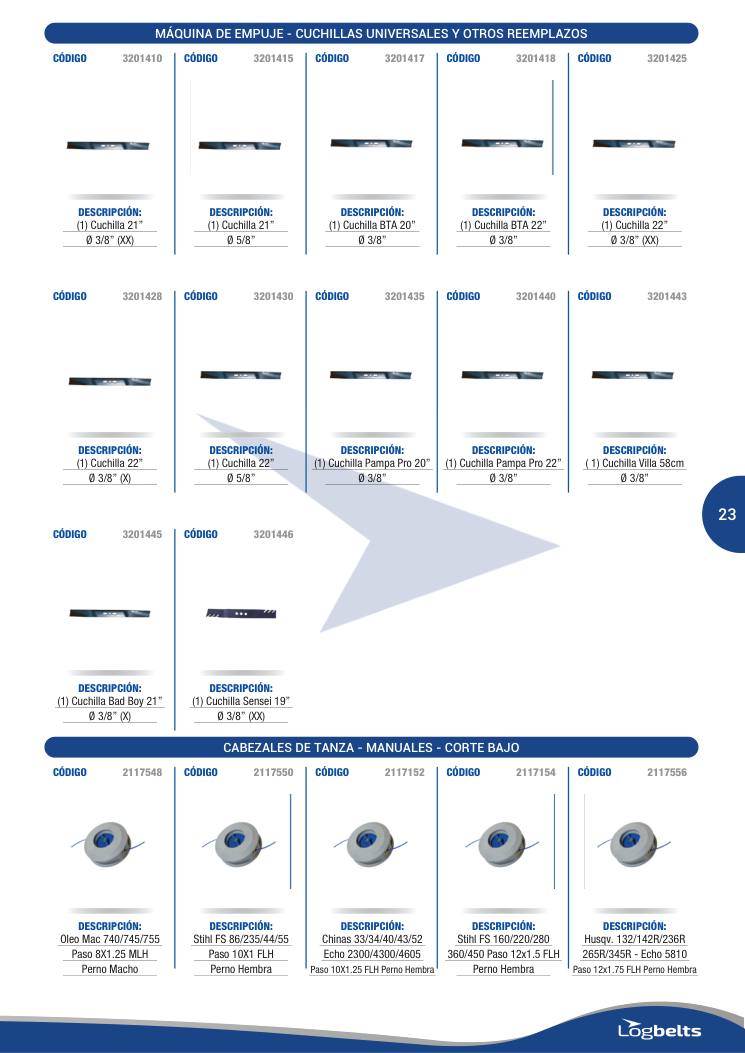 MÁQUINA DE EMPUJE - CUCHILLAS UNIVERSALES Y OTROS REEMPLAZOS
CÓDIGO 3201410
DESCRIPCIÓN:
(1) Cuchilla 21”
Ø 3/8” (XX)
CÓDIGO 3201415
DESCRIPCIÓN:
(1) Cuchilla 21”
Ø 5/8”
CÓDIGO 3201417
DESCRIPCIÓN:
(1) Cuchilla BTA 20”
Ø 3/8”
CÓDIGO 3201418
DESCRIPCIÓN:
(1) Cuchilla BTA 22”
Ø 3/8”
CÓDIGO 3201425
DESCRIPCIÓN:
(1) Cuchilla 22”
Ø 3/8” (XX)
CÓDIGO 3201428
DESCRIPCIÓN:
(1) Cuchilla 22”
Ø 3/8” (X)
CÓDIGO 3201430
DESCRIPCIÓN:
(1) Cuchilla 22”
Ø 5/8”
CÓDIGO 3201435
DESCRIPCIÓN:
(1) Cuchilla Pampa Pro 20”
Ø 3/8”
CÓDIGO 3201440
DESCRIPCIÓN:
(1) Cuchilla Pampa Pro 22”
Ø 3/8”
CÓDIGO 3201443
DESCRIPCIÓN:
( 1) Cuchilla Villa 58cm
Ø 3/8”
23
CÓDIGO 3201445
DESCRIPCIÓN:
(1) Cuchilla Bad Boy 21”
Ø 3/8” (X)
CÓDIGO 3201446
DESCRIPCIÓN:
(1) Cuchilla Sensei 19”
Ø 3/8” (XX)
CABEZALES DE TANZA - MANUALES - CORTE BAJO
CÓDIGO 2117548
DESCRIPCIÓN:
Oleo Mac 740/745/755
Paso 8X1.25 MLH
Perno Macho
CÓDIGO 2117550
DESCRIPCIÓN:
Stihl FS 86/235/44/55
Paso 10X1 FLH
Perno Hembra
CÓDIGO 2117152
DESCRIPCIÓN:
Chinas 33/34/40/43/52
Echo 2300/4300/4605
Paso 10X1.25 FLH Perno Hembra
CÓDIGO 2117154
DESCRIPCIÓN:
Stihl FS 160/220/280
360/450 Paso 12x1.5 FLH
Perno Hembra
CÓDIGO 2117556
DESCRIPCIÓN:
Husqv. 132/142R/236R
265R/345R - Echo 5810
Paso 12x1.75 FLH Perno Hembra
Logbelts